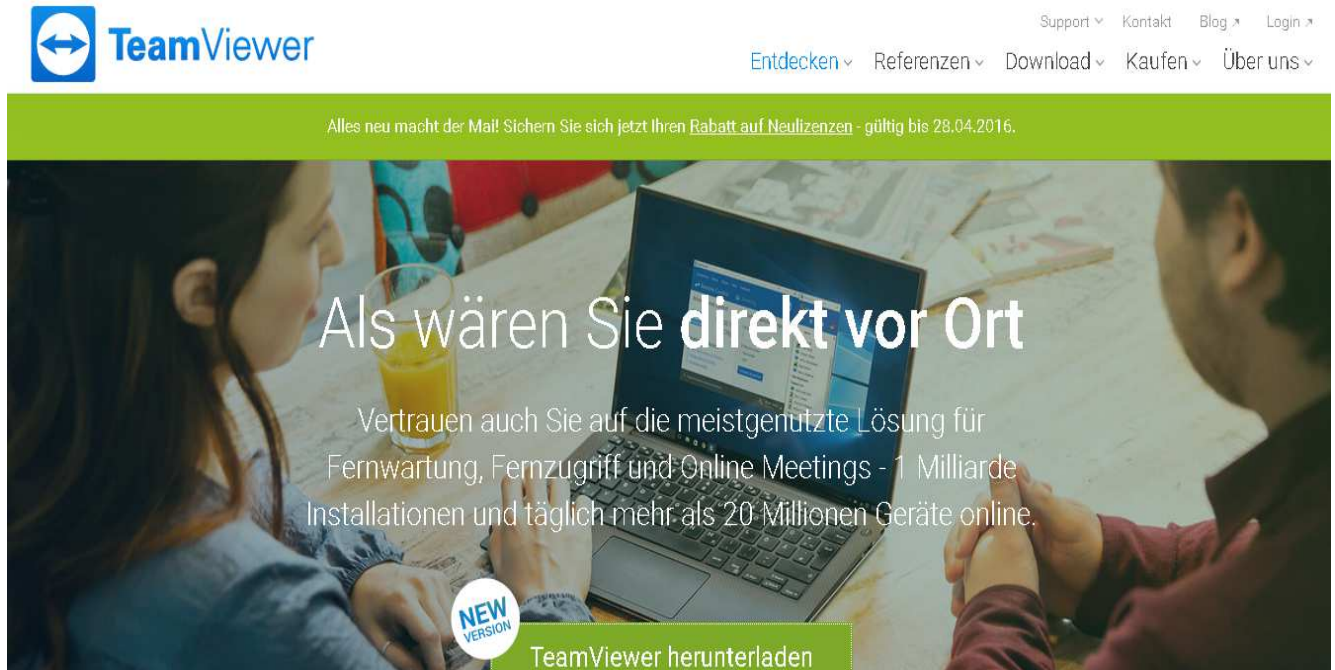 TeamViewer
Support Kontakt Blog Login
Entdecken Referenzen Download Kaufen Über uns
Alles neu macht der Mai! Sichern Sie sich jetzt Ihren Rabatt auf Neulizenzen - gültig bis 28.04.2016.
Als wären Sie direkt vor Ort
Vertrauen auch Sie auf die meistgenutzte Lösung für
Fernwartung, Fernzugriff und Online Meetings - 1 Milliarde
Installationen und täglich mehr als 20 Millionen Geräte online.
NEW
VERSION
TeamViewer herunterladen